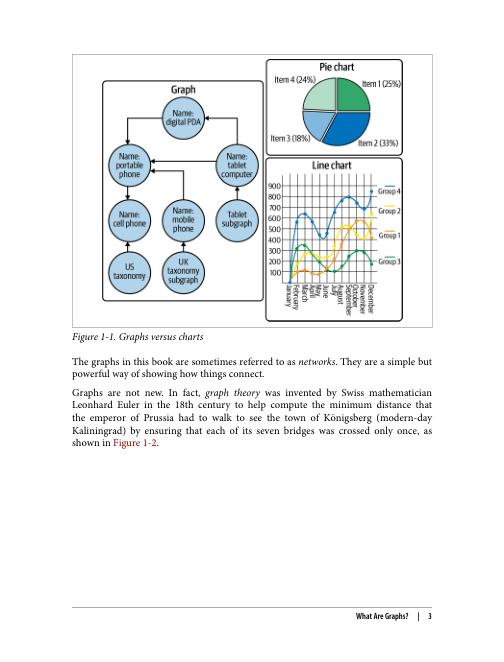 Graph
Name:
digital PDA
Name:
portable
phone
Name:
tablet
computer
Name:
cell phone
Name:
mobile
phone
Tablet
subgraph
US
taxonomy
UK
taxonomy
subgraph
Pie chart
Item 4 (24%)
Item 1 (25%)
Item 3 (18%)
Item 2 (33%)
Line chart
900
800
700
600
500
400
300
200
100
Group 4
Group 2
Group 1
Group 3
January
February
March
April
May
June
July
August
September
October
November
December
Figure 1-1. Graphs versus charts
The graphs in this book are sometimes referred to as networks. They are a simple but
powerful way of showing how things connect.
Graphs are not new. In fact, graph theory was invented by Swiss mathematician
Leonhard Euler in the 18th century to help compute the minimum distance that
the emperor of Prussia had to walk to see the town of Königsberg (modern-day
Kaliningrad) by ensuring that each of its seven bridges was crossed only once, as
shown in Figure 1-2.
What Are Graphs? | 3